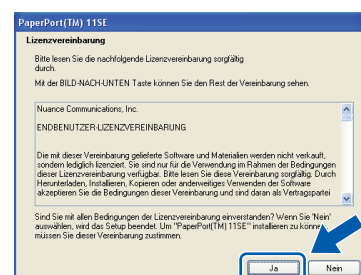 PaperPort(TM) 11SE
Lizenzvereinbarung
Bitte lesen Sie die nachfolgende Lizenzvereinbarung sorgfältig
durch.
Mit der BILD-NACH-UNTEN Taste können Sie den Rest der Vereinbarung sehen.
Nuance Communications, Inc.
ENDBENUTZER-LIZENZVEREINBARUNG
Die mit dieser Vereinbarung gelieferte Software und Materialien werden nicht verkauft,
sondern lediglich lizenziert. Sie sind nur für die Verwendung im Rahmen der Bedingungen
dieser Lizenzvereinbarung verfügbar. Bitte lesen Sie diese Vereinbarung sorgfältig. Durch
Herunterladen, Installieren, Kopieren oder anderweitiges Verwenden der Software
akzeptieren Sie die Bedingungen dieser Vereinbarung und sind daran als Vertragspartei
Sind Sie mit allen Bedingungen der Lizenzvereinbarung einverstanden? Wenn Sie 'Nein'
auswählen, wird das Setup beendet. Um "PaperPort(TM) 11SE" installieren zu können,
müssen Sie dieser Vereinbarung zustimmen.
Ja
Nein